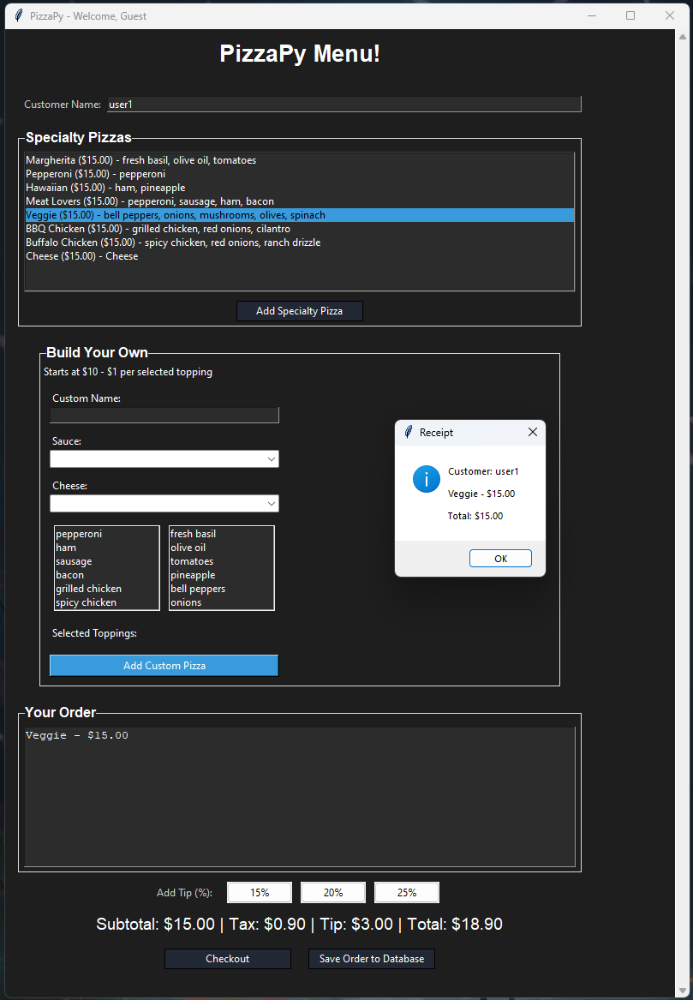 PizzaPy - Welcome, Guest
PizzaPy Menu!
Customer Name: user1
Specialty Pizzas
Margherita ($15.00) - fresh basil, olive oil, tomatoes
Pepperoni ($15.00) - pepperoni
Hawaiian ($15.00) - ham, pineapple
Meat Lovers ($15.00) - pepperoni, sausage, ham, bacon
Veggie ($15.00) - bell peppers, onions, mushrooms, olives, spinach
BBQ Chicken ($15.00) - grilled chicken, red onions, cilantro
Buffalo Chicken ($15.00) - spicy chicken, red onions, ranch drizzle
Cheese ($15.00) - Cheese
Add Specialty Pizza
Build Your Own
Starts at $10 - $1 per selected topping
Custom Name:
Sauce:
Cheese:
pepperoni
ham
sausage
bacon
grilled chicken
spicy chicken
fresh basil
olive oil
tomatoes
pineapple
bell peppers
onions
Selected Toppings:
Add Custom Pizza
Receipt
Customer: user1
Veggie - $15.00
Total: $15.00
OK
Your Order
Veggie - $15.00
Add Tip (%): 15% 20% 25%
Subtotal: $15.00 | Tax: $0.90 | Tip: $3.00 | Total: $18.90
Checkout Save Order to Database